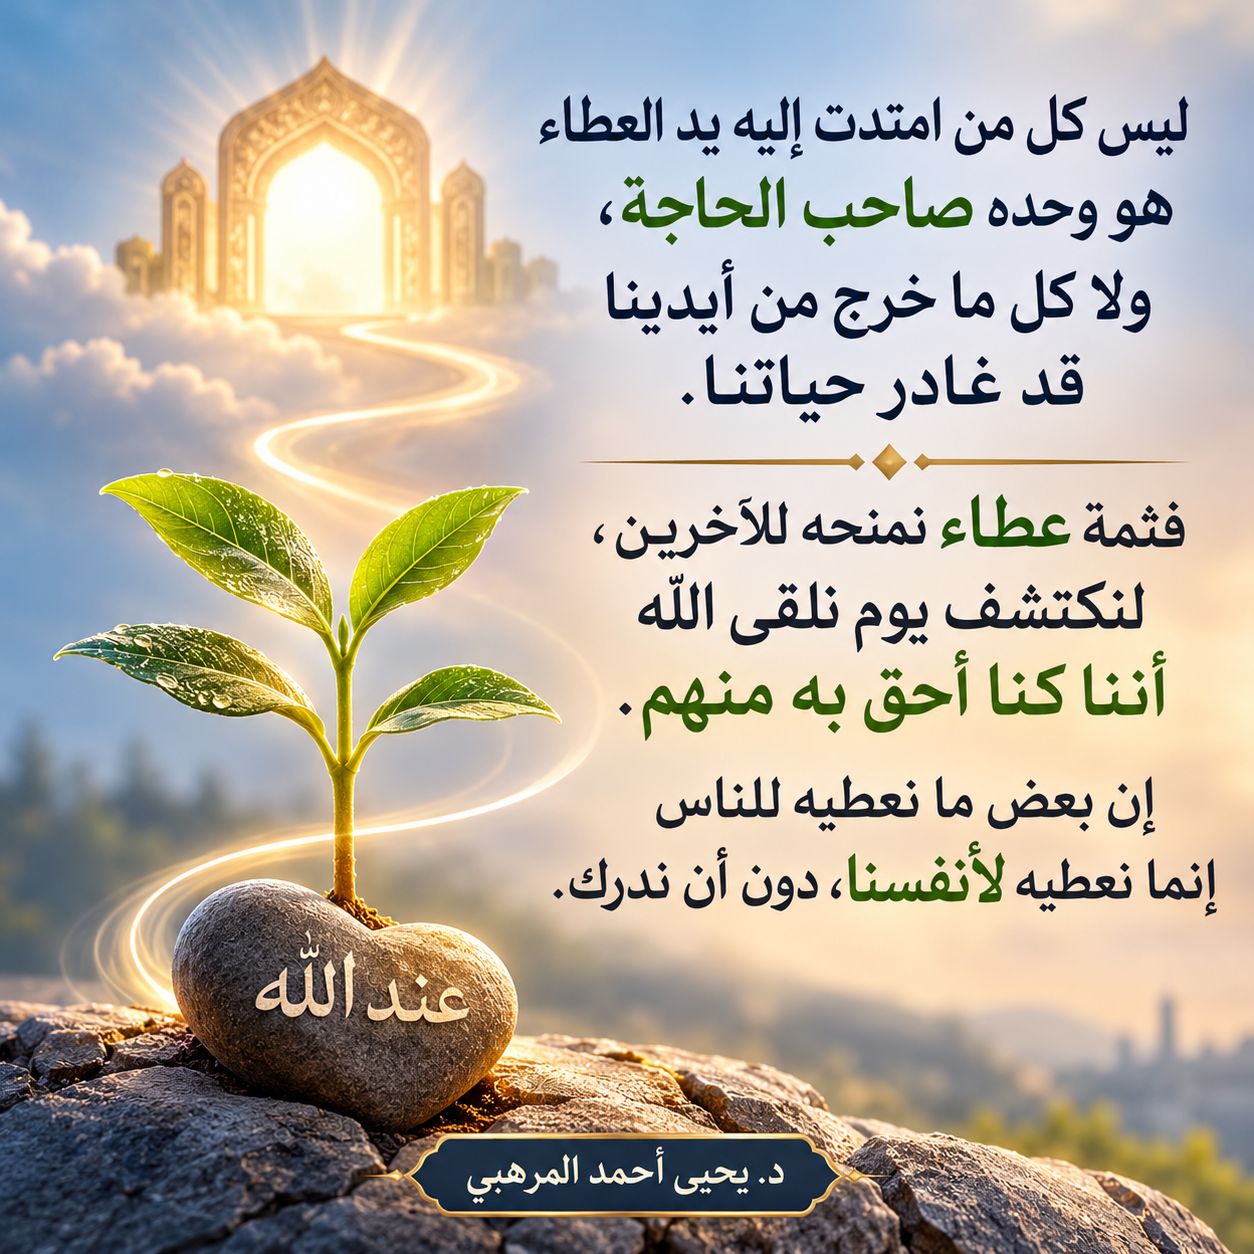 ليس كل من امتدت إليه يد العطاء
هو وحده صاحب الحاجة،
ولا كل ما خرج من أيدينا
قد غادر حياتنا.
فثمة عطاء نمنحه للآخرين،
لنكتشف يوم نلقى الله
أننا كنا أحق به منهم.
إن بعض ما نعطيه للناس
إنما نعطيه لأنفسنا، دون أن ندرك.
عند الله
د. يحيى أحمد المرهبي